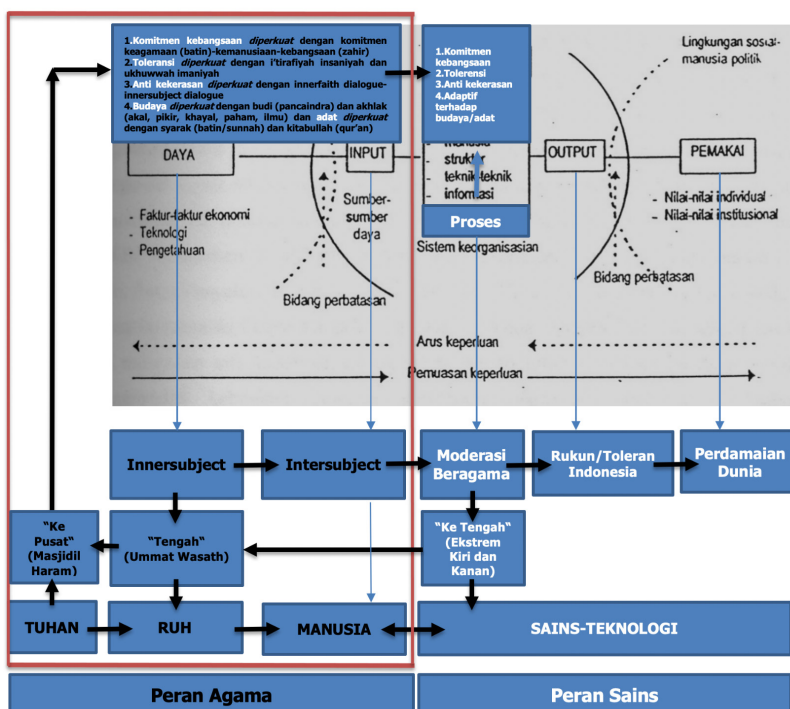 1.Komitmen kebangsaan diperkuat dengan komitmen
keagamaan (batin)-kemanusiaan-kebangsaan (zahir)
2.Toleransi diperkuat dengan i'tirafiyah insaniyah dan
ukhuwwah imaniyah
3.Anti kekerasan diperkuat dengan innerfaith dialogue-
innersubject dialogue
4.Budaya diperkuat dengan budi (pancaindra) dan akhlak
(akal, pikir, khayal, paham, ilmu) dan adat diperkuat
dengan syarak (batin/sunnah) dan kitabullah (qur'an)
1.Komitmen
kebangsaan
2.Tolerensi
3.Anti kekerasan
4.Adaptif
terhadap
budaya/adat
Lingkungan sosial-
manusia politik
DAYA
INPUT
- manusia
- struktur
- teknik-teknik
- informasi
OUTPUT
PEMAKAI
- Faktur-faktur ekonomi
- Teknologi
- Pengetahuan
Sumber-
sumber
daya
Proses
Sistem keorganisasian
- Nilai-nilai individual
- Nilai-nilai institusional
Bidang perbatasan
Bidang perbatasan
Arus keperluan
Pemuasan keperluan
Innersubject
Intersubject
Moderasi
Beragama
Rukun/Toleran
Indonesia
Perdamaian
Dunia
"Ke
Pusat"
(Masjidil
Haram)
"Tengah"
(Ummat Wasath)
"Ke Tengah"
(Ekstrem
Kiri dan
Kanan)
TUHAN
RUH
MANUSIA
SAINS-TEKNOLOGI
Peran Agama
Peran Sains